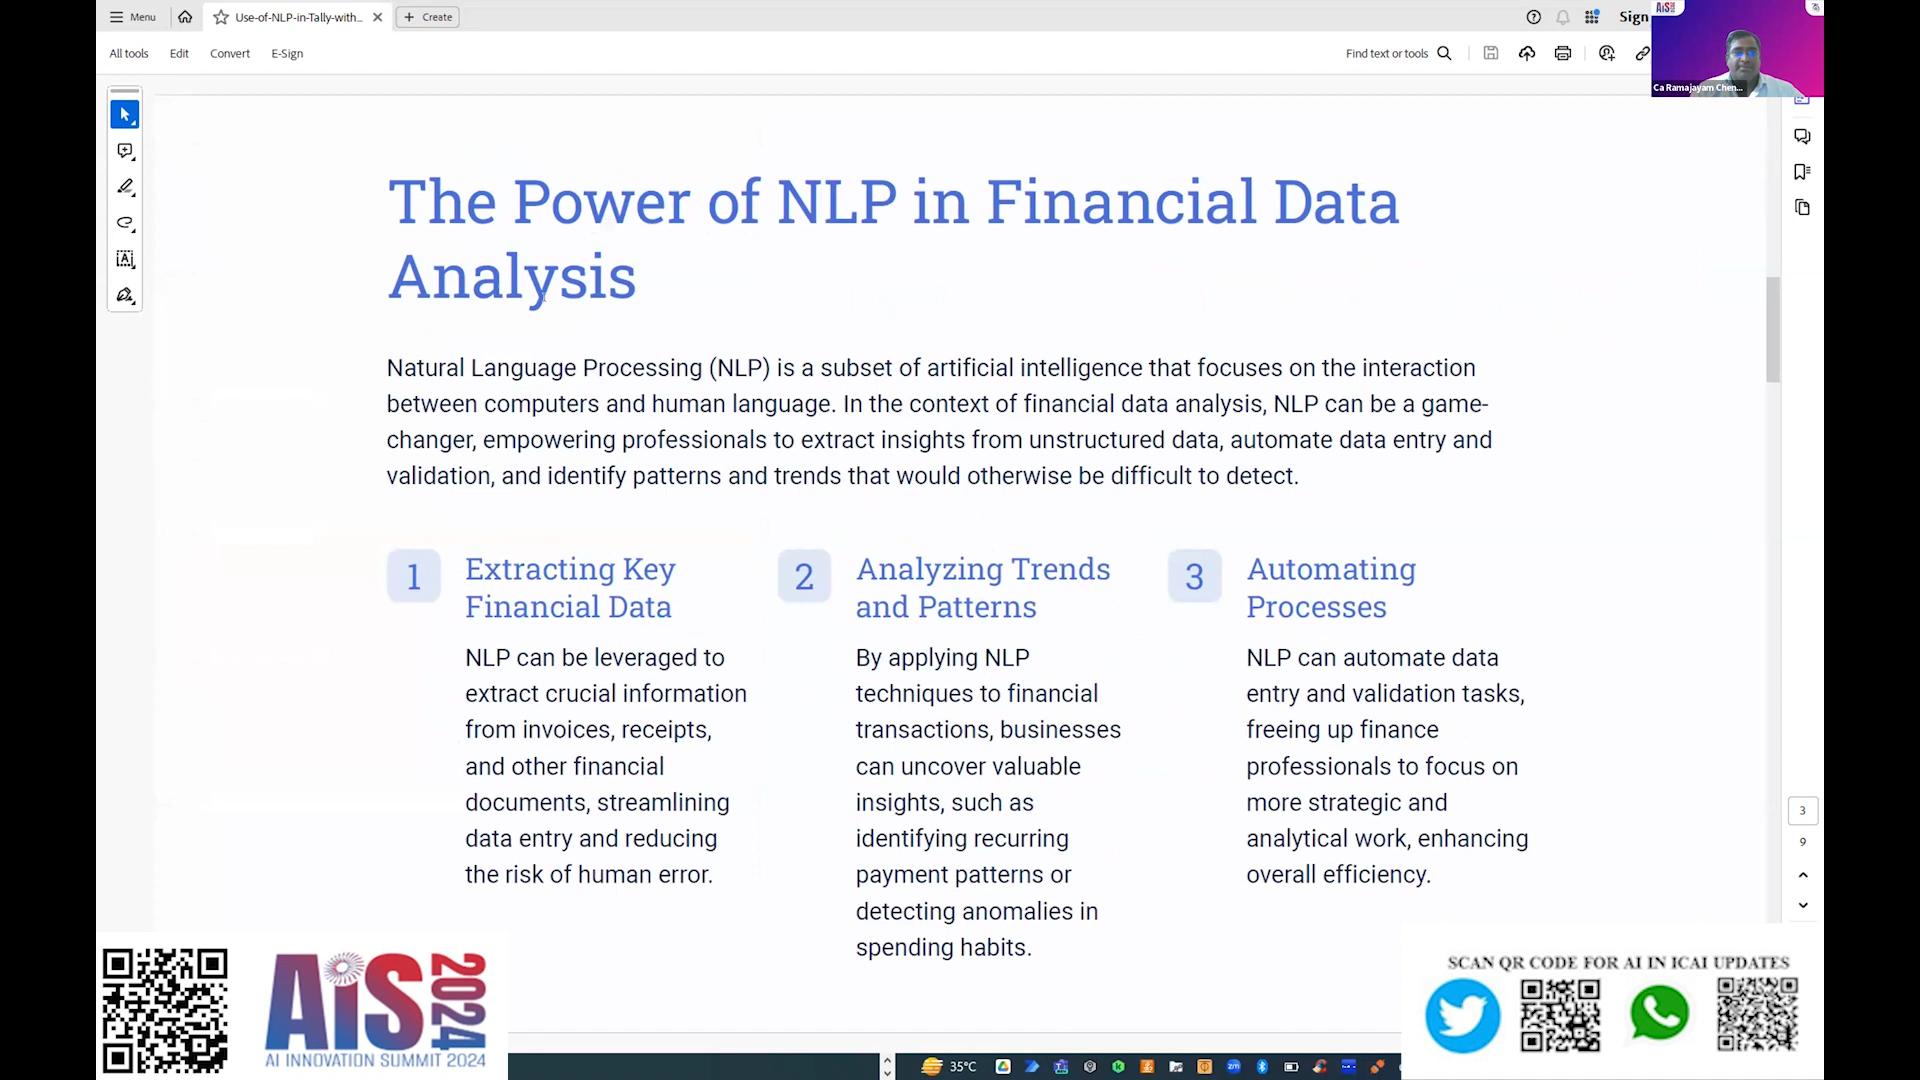 Menu
Use-of-NLP-in-Tally-with...
Create
Sign
All tools
Edit
Convert
E-Sign
Find text or tools
AiS
Ca Ramajayam Chen...
The Power of NLP in Financial Data
Analysis
Natural Language Processing (NLP) is a subset of artificial intelligence that focuses on the interaction
between computers and human language. In the context of financial data analysis, NLP can be a game-
changer, empowering professionals to extract insights from unstructured data, automate data entry and
validation, and identify patterns and trends that would otherwise be difficult to detect.
1
Extracting Key
Financial Data
NLP can be leveraged to
extract crucial information
from invoices, receipts,
and other financial
documents, streamlining
data entry and reducing
the risk of human error.
2
Analyzing Trends
and Patterns
By applying NLP
techniques to financial
transactions, businesses
can uncover valuable
insights, such as
identifying recurring
payment patterns or
detecting anomalies in
spending habits.
3
Automating
Processes
NLP can automate data
entry and validation tasks,
freeing up finance
professionals to focus on
more strategic and
analytical work, enhancing
overall efficiency.
3
9
AiS 2024
AI INNOVATION SUMMIT 2024
SCAN QR CODE FOR AI IN ICAI UPDATES
35°C
zm